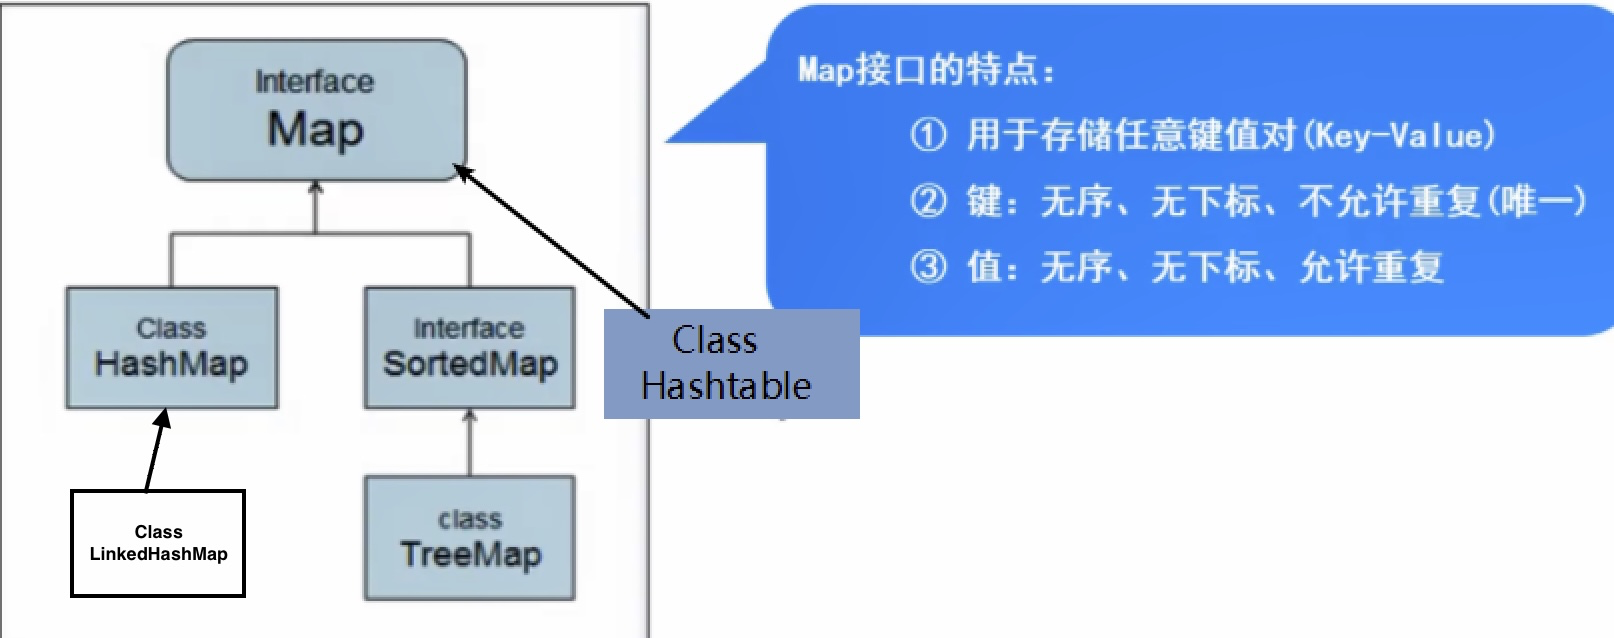 Interface
Map
Class
HashMap
Interface
SortedMap
Class
Hashtable
Class
LinkedHashMap
class
TreeMap
Map接口的特点：
① 用于存储任意键值对(Key-Value)
② 键：无序、无下标、不允许重复(唯一)
③ 值：无序、无下标、允许重复